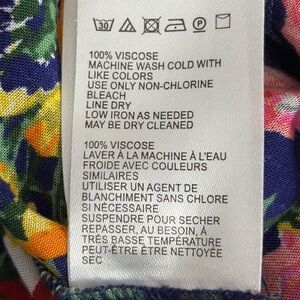 30 P
100% VISCOSE
MACHINE WASH COLD WITH
LIKE COLORS
USE ONLY NON-CHLORINE
BLEACH
LINE DRY
LOW IRON AS NEEDED
MAY BE DRY CLEANED
100% VISCOSE
LAVER À LA MACHINE À L'EAU
FROIDE AVEC COULEURS
SIMILAIRES
UTILISER UN AGENT DE
BLANCHIMENT SANS CHLORE
SI NÉCESSAIRE
SUSPENDRE POUR SECHER
REPASSER, AU BESOIN, À
TRÈS BASSE TEMPÉRATURE
PEUT-ÊTRE ÊTRE NETTOYÉE
SEC